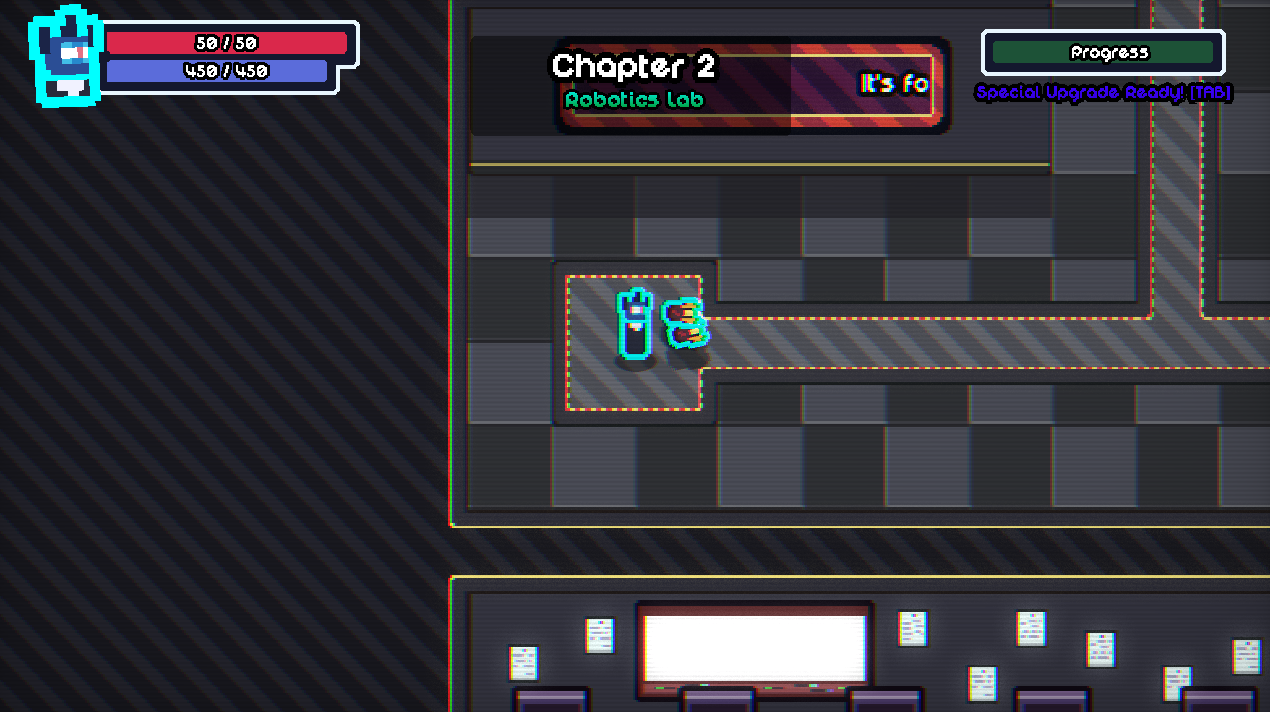 50 / 50
450 / 450
Chapter 2
Robotics Lab
It's fo
Progress
Special Upgrade Ready! [TAB]